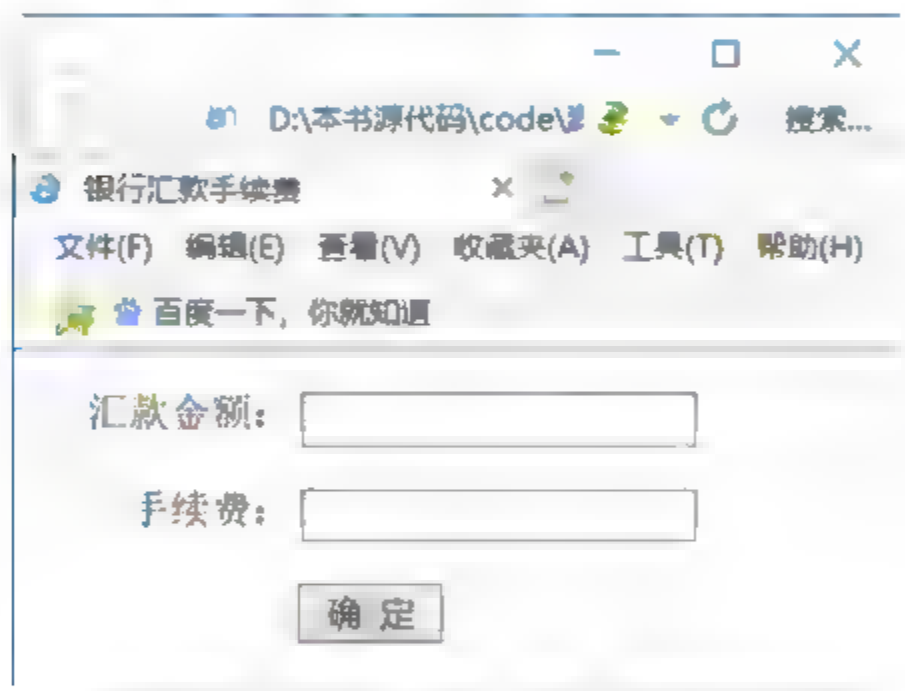 D:\本书源代码\code\ 搜索...
银行汇款手续费
文件(F) 编辑(E) 查看(V) 收藏夹(A) 工具(T) 帮助(H)
百度一下，你就知道
汇款金额：
手续费：
确 定